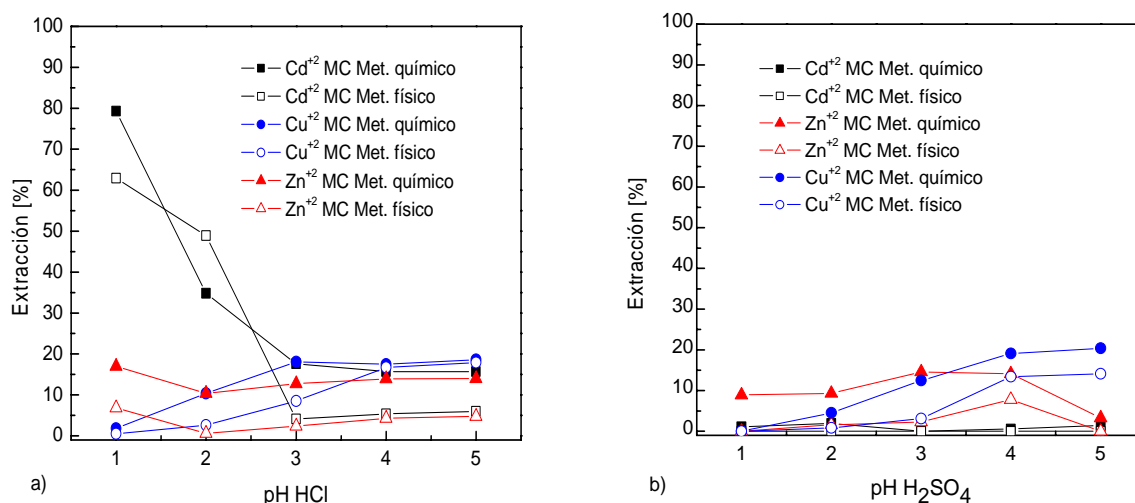 100
90
80
70
60
50
40
30
20
10
0
Extracción [%]
Cd+2 MC Met. químico
Cd+2 MC Met. físico
Cu+2 MC Met. químico
Cu+2 MC Met. físico
Zn+2 MC Met. químico
Zn+2 MC Met. físico
1 2 3 4 5
a)
pH HCl
100
90
80
70
60
50
40
30
20
10
0
Extracción [%]
Cd+2 MC Met. químico
Cd+2 MC Met. físico
Zn+2 MC Met. químico
Zn+2 MC Met. físico
Cu+2 MC Met. químico
Cu+2 MC Met. físico
1 2 3 4 5
b)
pH H2SO4